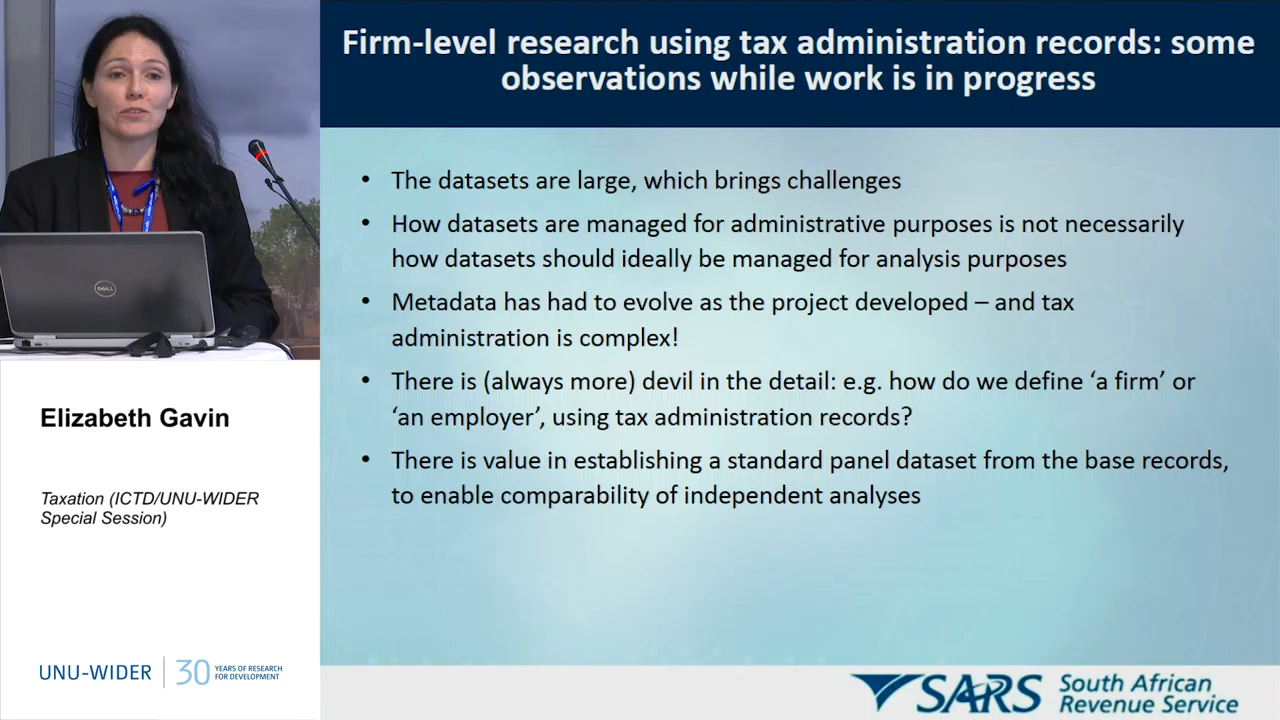 Firm-level research using tax administration records: some
observations while work is in progress
• The datasets are large, which brings challenges
• How datasets are managed for administrative purposes is not necessarily
how datasets should ideally be managed for analysis purposes
• Metadata has had to evolve as the project developed – and tax
administration is complex!
• There is (always more) devil in the detail: e.g. how do we define ‘a firm’ or
‘an employer’, using tax administration records?
• There is value in establishing a standard panel dataset from the base records,
to enable comparability of independent analyses
DELL
Elizabeth Gavin
Taxation (ICTD/UNU-WIDER
Special Session)
UNU-WIDER
30
YEARS OF RESEARCH
FOR DEVELOPMENT
SARS
South African
Revenue Service